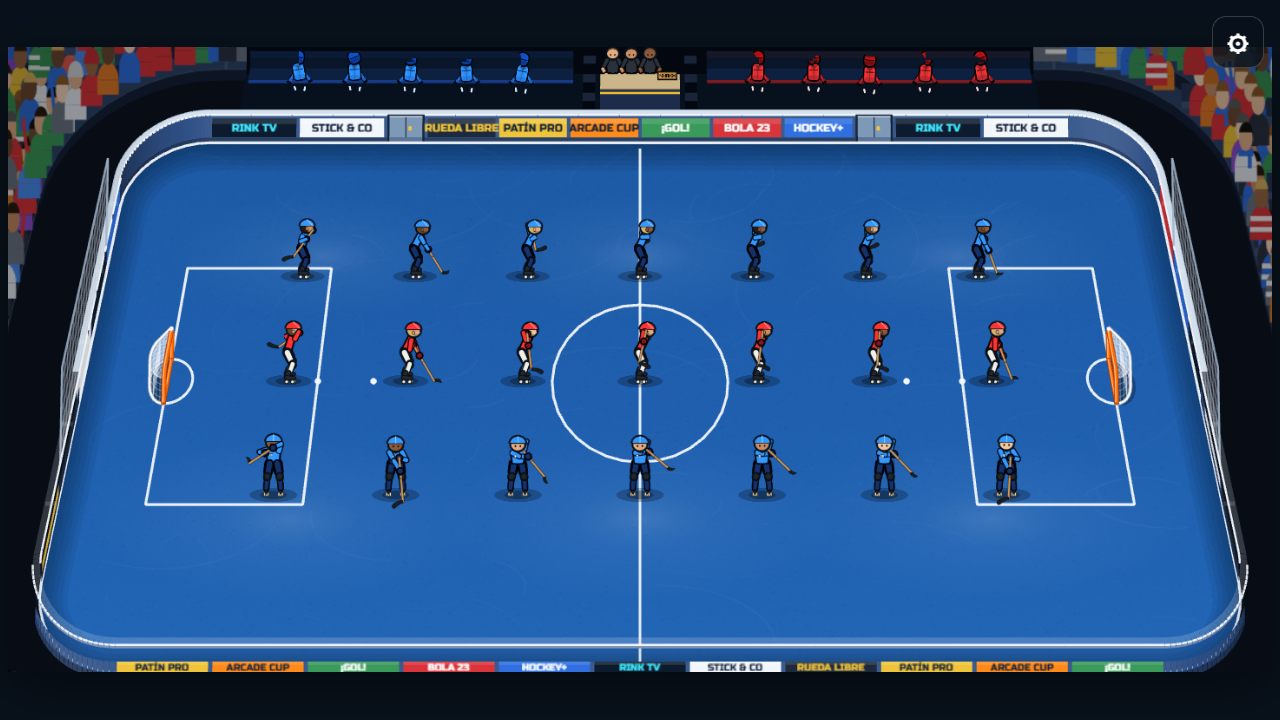 RINK TV STICK & CO RUEDA LIBRE PATÍN PRO ARCADE CUP ¡GOL! BOLA 23 HOCKEY+ RINK TV STICK & CO
PATÍN PRO ARCADE CUP ¡GOL! BOLA 23 HOCKEY+ RINK TV STICK & CO RUEDA LIBRE PATÍN PRO ARCADE CUP ¡GOL!